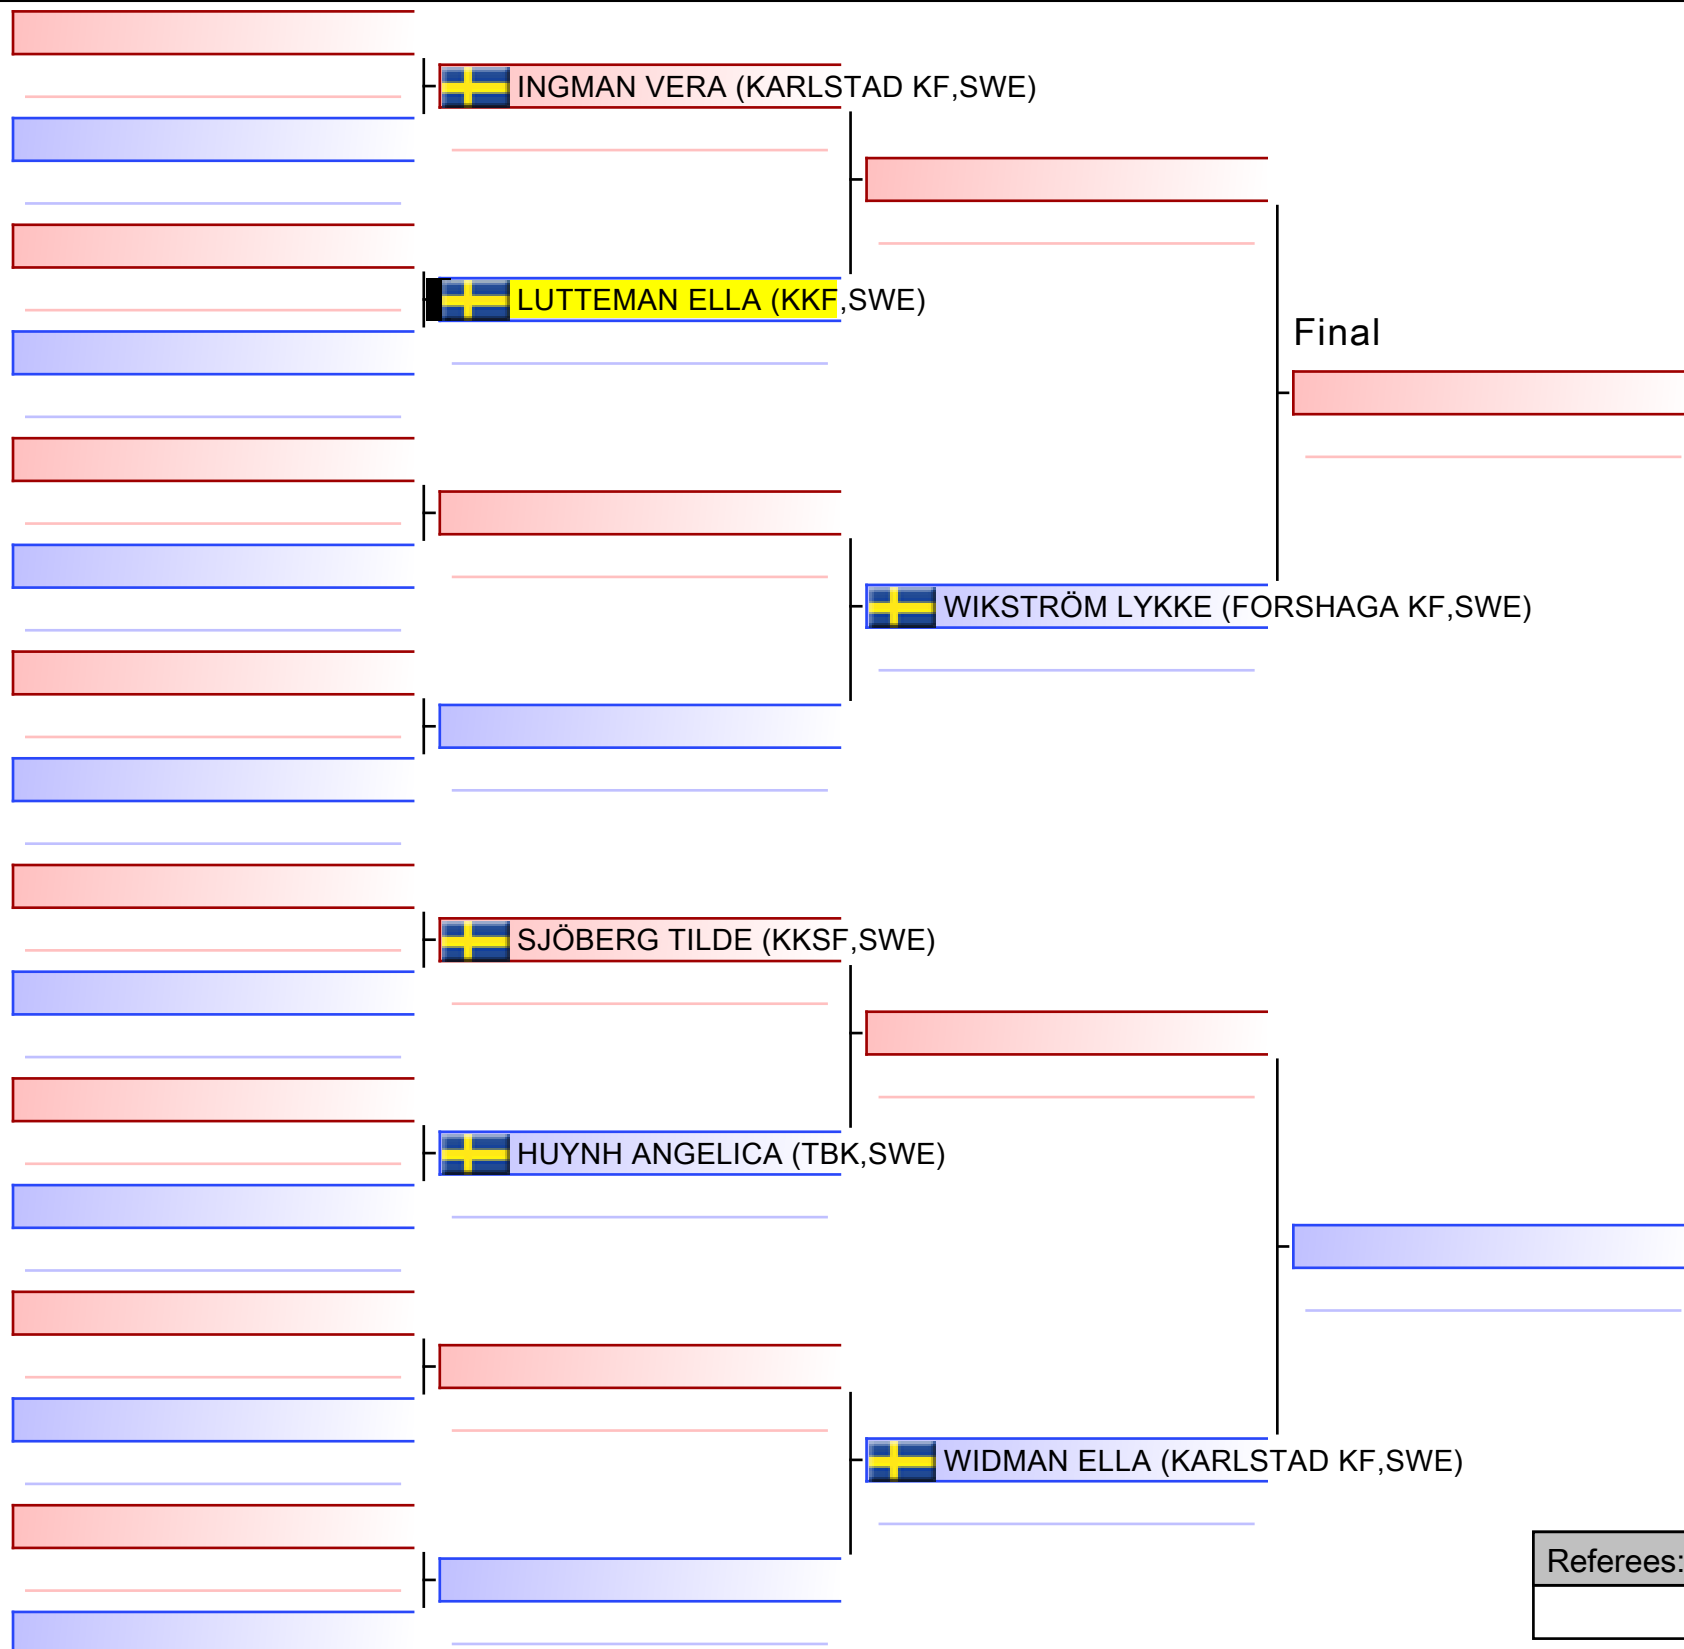 INGMAN VERA (KARLSTAD KF,SWE)
LUTTEMAN ELLA (KKF,SWE)
Final
WIKSTRÖM LYKKE (FORSHAGA KF,SWE)
SJÖBERG TILDE (KKSF,SWE)
HUYNH ANGELICA (TBK,SWE)
WIDMAN ELLA (KARLSTAD KF,SWE)
Referees: